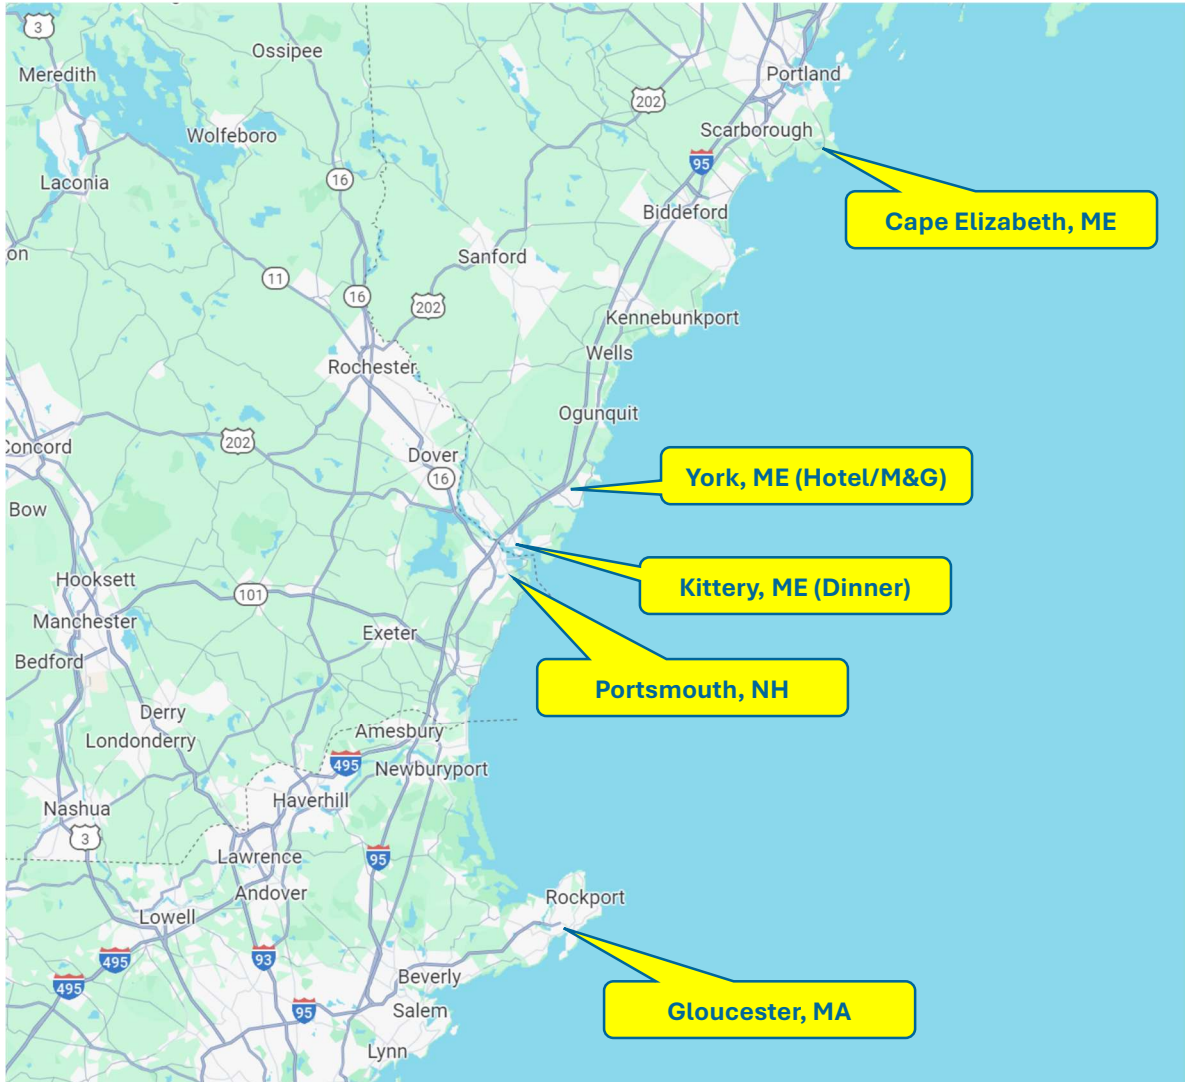 3
Ossipee
Meredith
Portland
202
Wolfeboro
Scarborough
95
16
Laconia
Cape Elizabeth, ME
Biddeford
on
Sanford
11
16
202
Kennebunkport
Wells
Rochester
Ogunquit
202
Concord
Dover
16
York, ME (Hotel/M&G)
Bow
Hooksett
101
Kittery, ME (Dinner)
Manchester
Exeter
Bedford
Portsmouth, NH
Derry
Londonderry
Amesbury
495
Newburyport
Haverhill
Nashua
3
Lawrence
95
Andover
Rockport
Lowell
495
93
Beverly
495
95
Salem
Gloucester, MA
Lynn